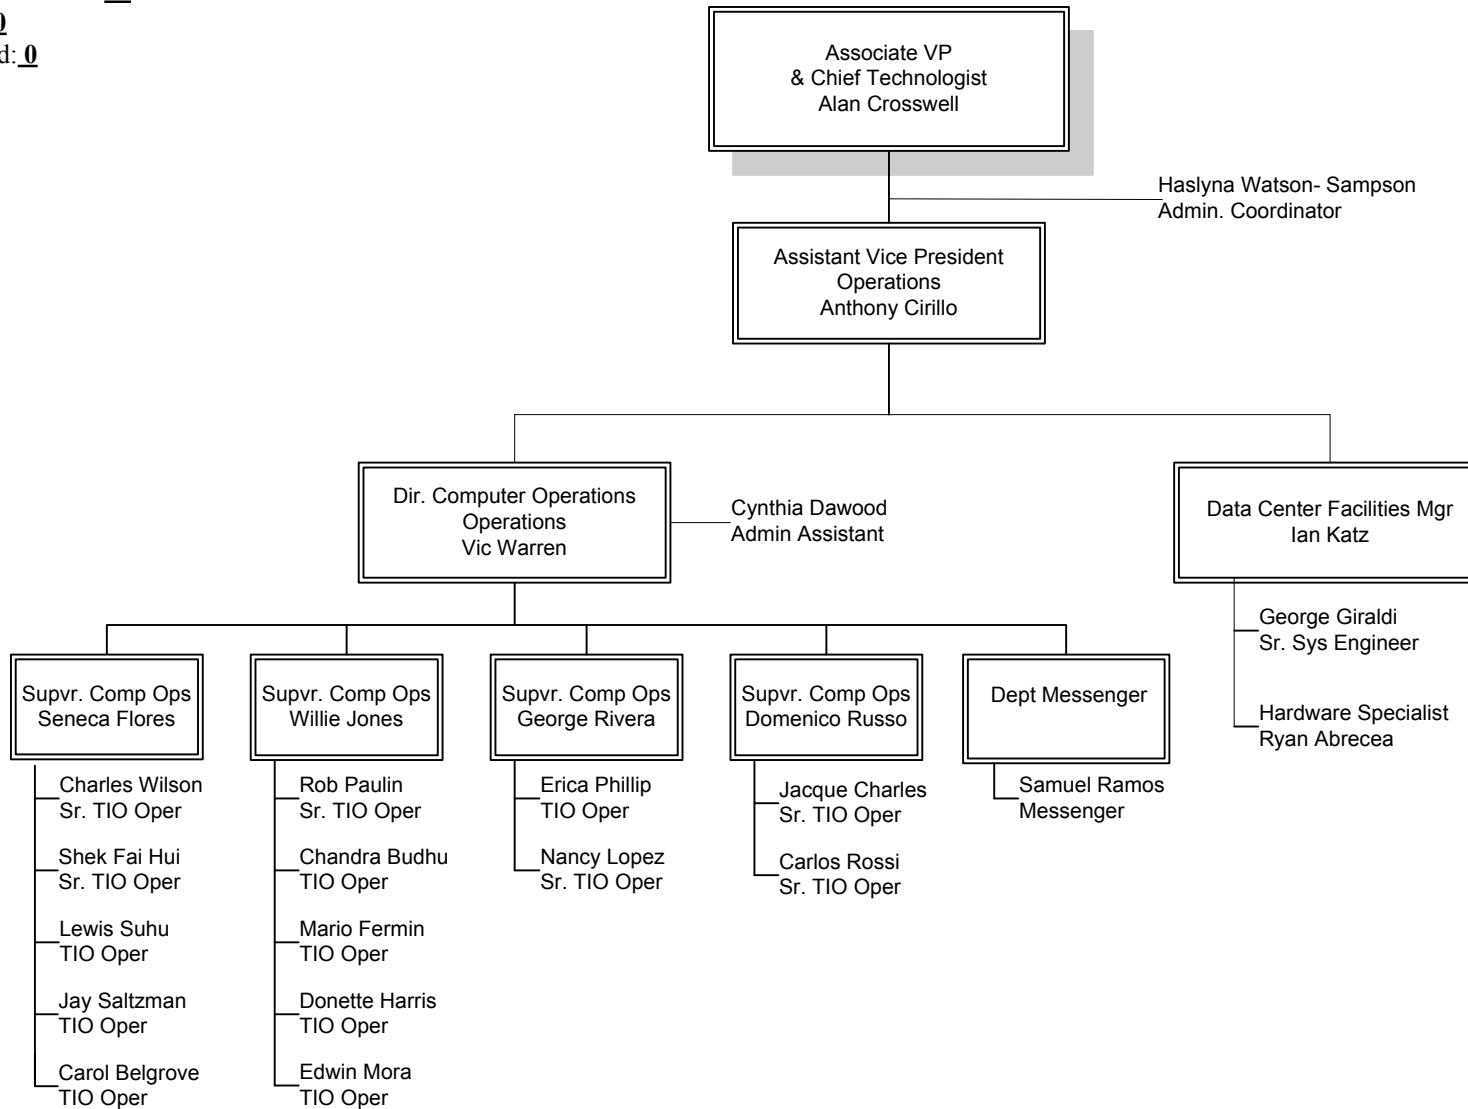 d: 0
Associate VP
& Chief Technologist
Alan Crosswell
Haslyna Watson- Sampson
Admin. Coordinator
Assistant Vice President
Operations
Anthony Cirillo
Dir. Computer Operations
Operations
Vic Warren
Cynthia Dawood
Admin Assistant
Data Center Facilities Mgr
Ian Katz
George Giraldi
Sr. Sys Engineer
Hardware Specialist
Ryan Abrecea
Supvr. Comp Ops
Seneca Flores
Supvr. Comp Ops
Willie Jones
Supvr. Comp Ops
George Rivera
Supvr. Comp Ops
Domenico Russo
Dept Messenger
Charles Wilson
Sr. TIO Oper
Shek Fai Hui
Sr. TIO Oper
Lewis Suhu
TIO Oper
Jay Saltzman
TIO Oper
Carol Belgrove
TIO Oper
Rob Paulin
Sr. TIO Oper
Chandra Budhu
TIO Oper
Mario Fermin
TIO Oper
Donette Harris
TIO Oper
Edwin Mora
TIO Oper
Erica Phillip
TIO Oper
Nancy Lopez
Sr. TIO Oper
Jacque Charles
Sr. TIO Oper
Carlos Rossi
Sr. TIO Oper
Samuel Ramos
Messenger